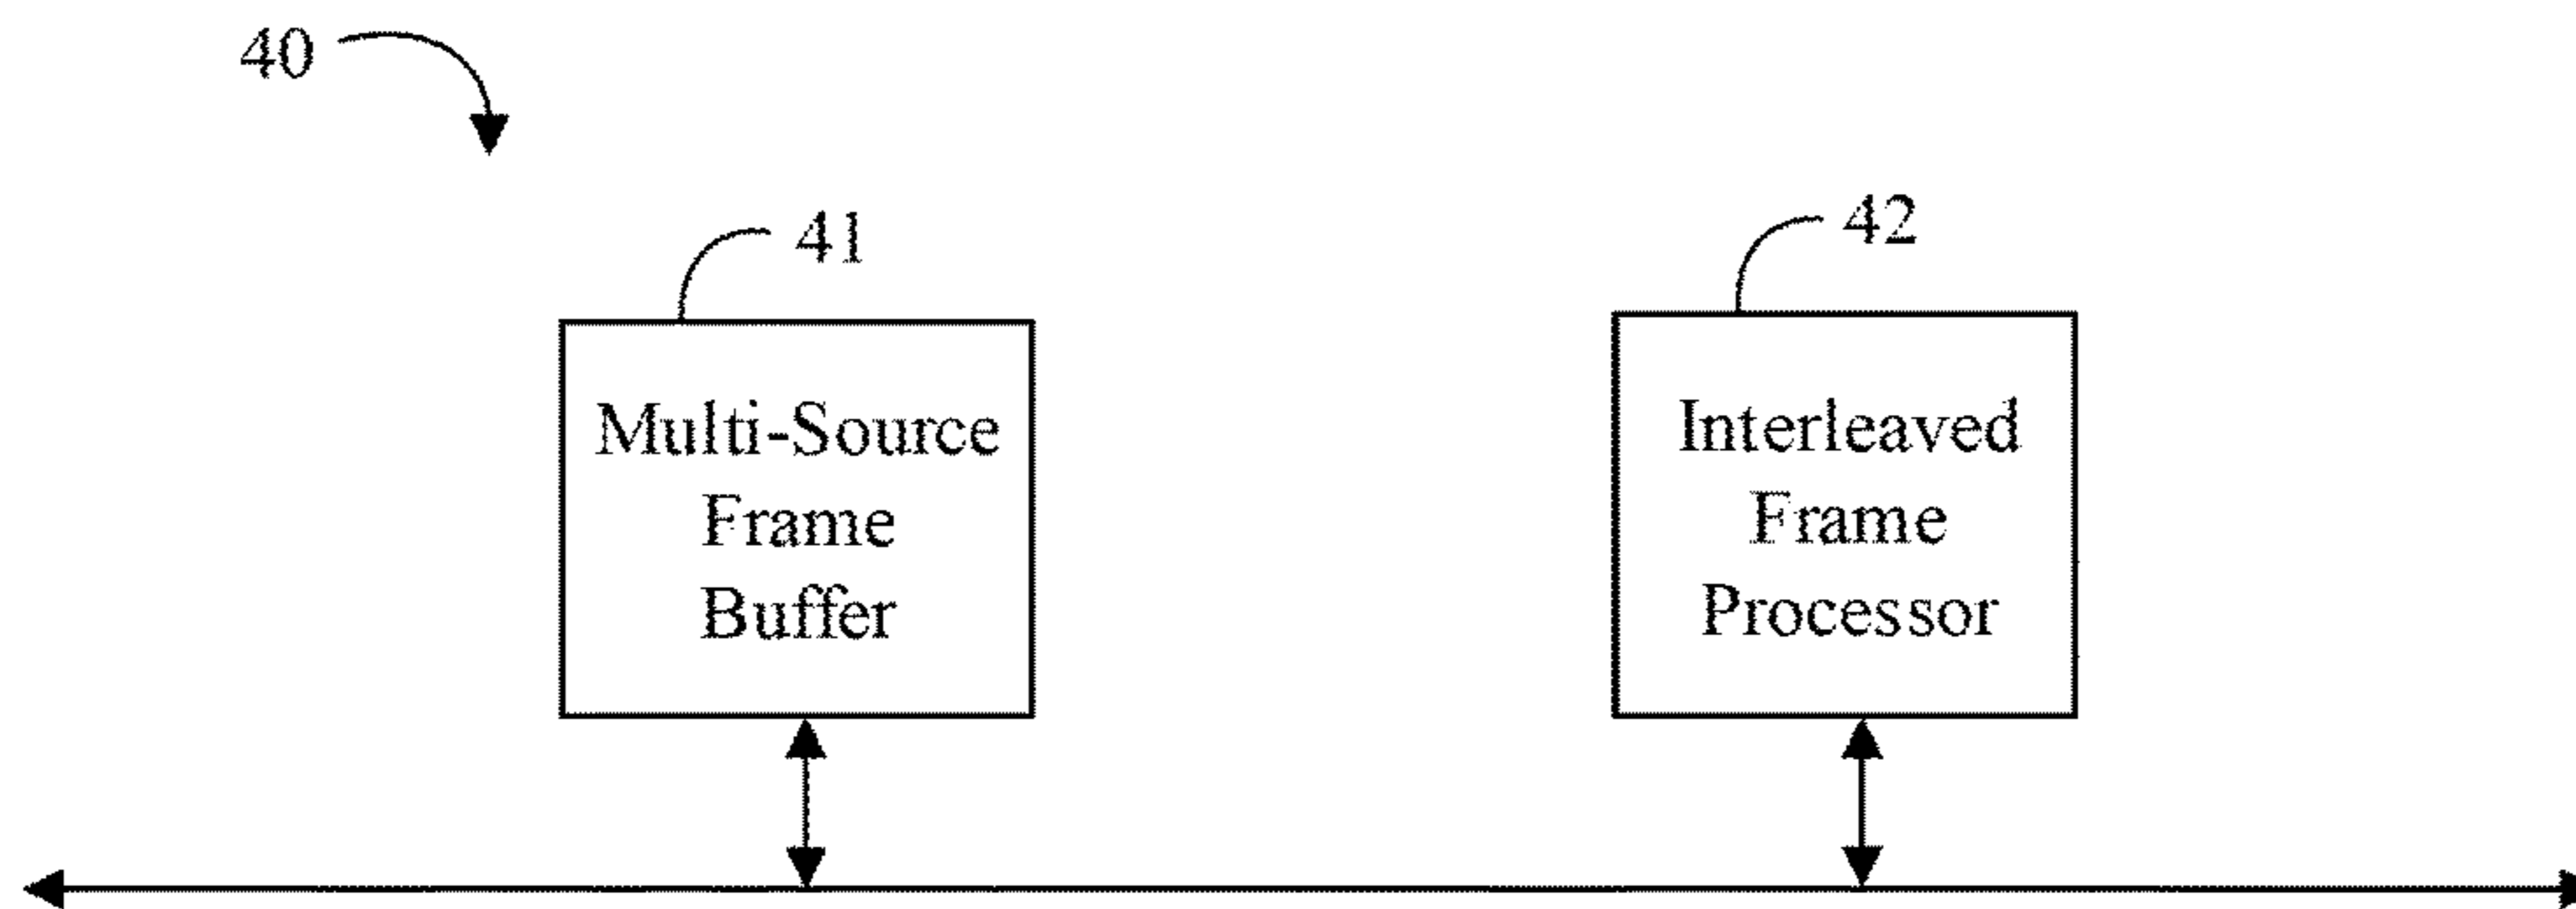 40
41
42
Multi-Source
Frame
Buffer
Interleaved
Frame
Processor